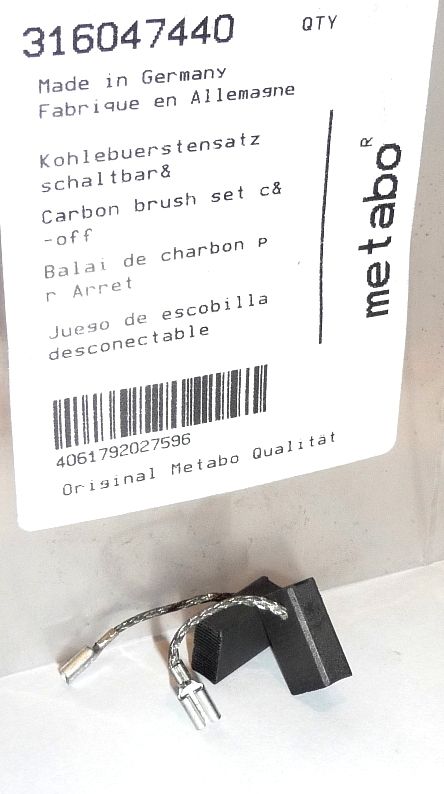 316047440
QTY
Made in Germany
Fabrique en Allemagne
Kohlebuerstensatz
schaltbar&
Carbon brush set c&
-off
Balai de charbon P
r Arret
Juego de escobilla
desconectable
metabo R
4061792027596
Original Metabo Qualität